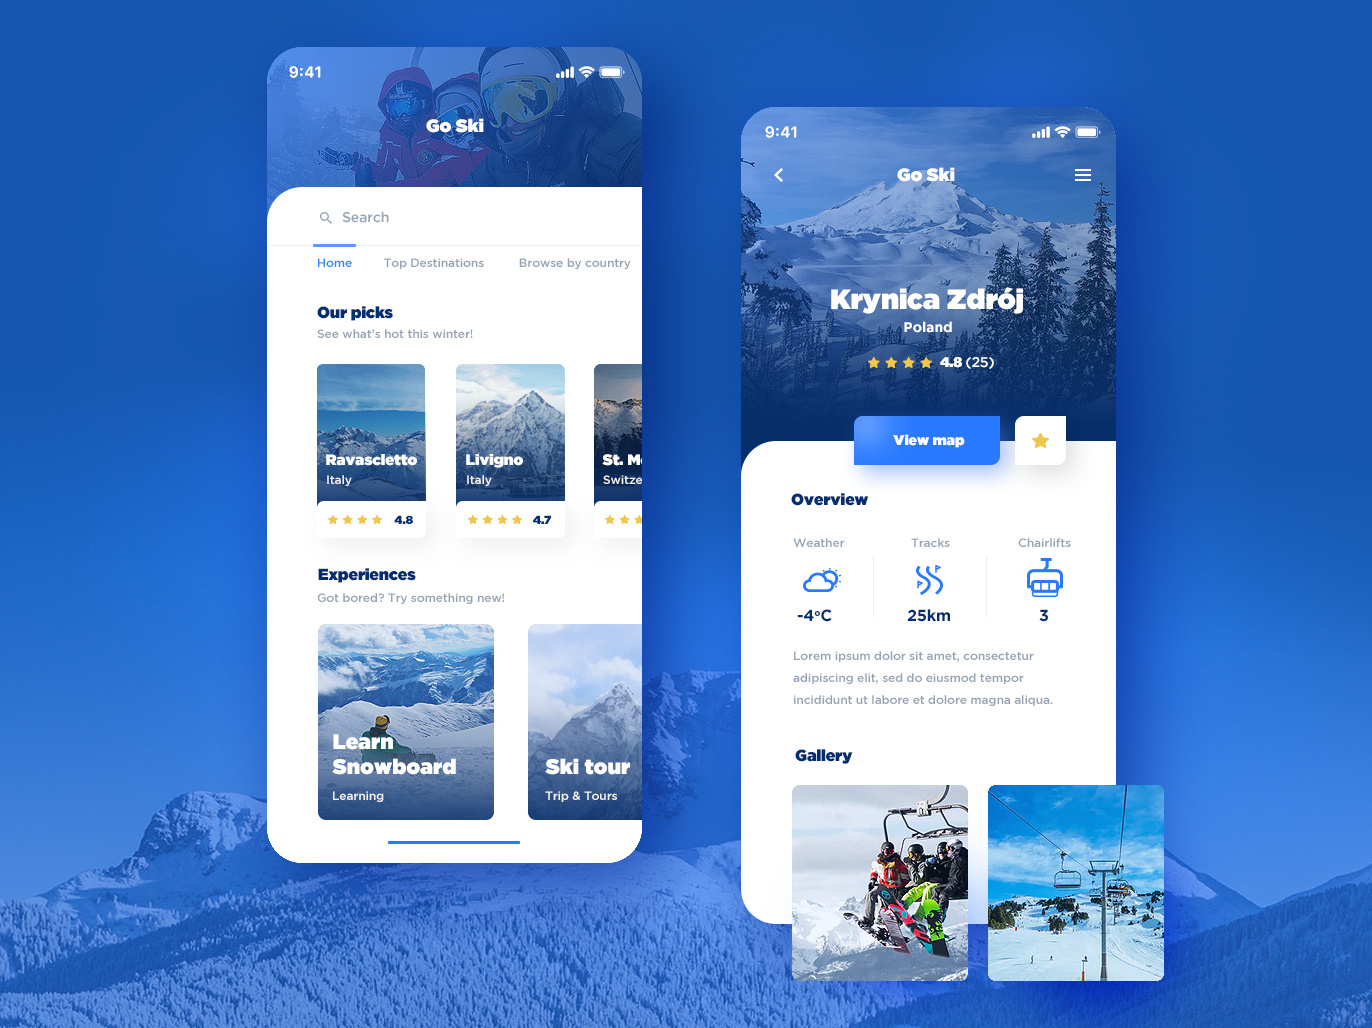 9:41
Go Ski
Search
Home Top Destinations Browse by country
Our picks
See what's hot this winter!
Ravascletto
Italy
4.8
Livigno
Italy
4.7
St. Mo
Switze
Experiences
Got bored? Try something new!
Learn
Snowboard
Learning
Ski tour
Trip & Tours
9:41
Go Ski
Krynica Zdrój
Poland
4.8 (25)
View map
Overview
Weather
-4°C
Tracks
25km
Chairlifts
3
Lorem ipsum dolor sit amet, consectetur
adipiscing elit, sed do eiusmod tempor
incididunt ut labore et dolore magna aliqua.
Gallery